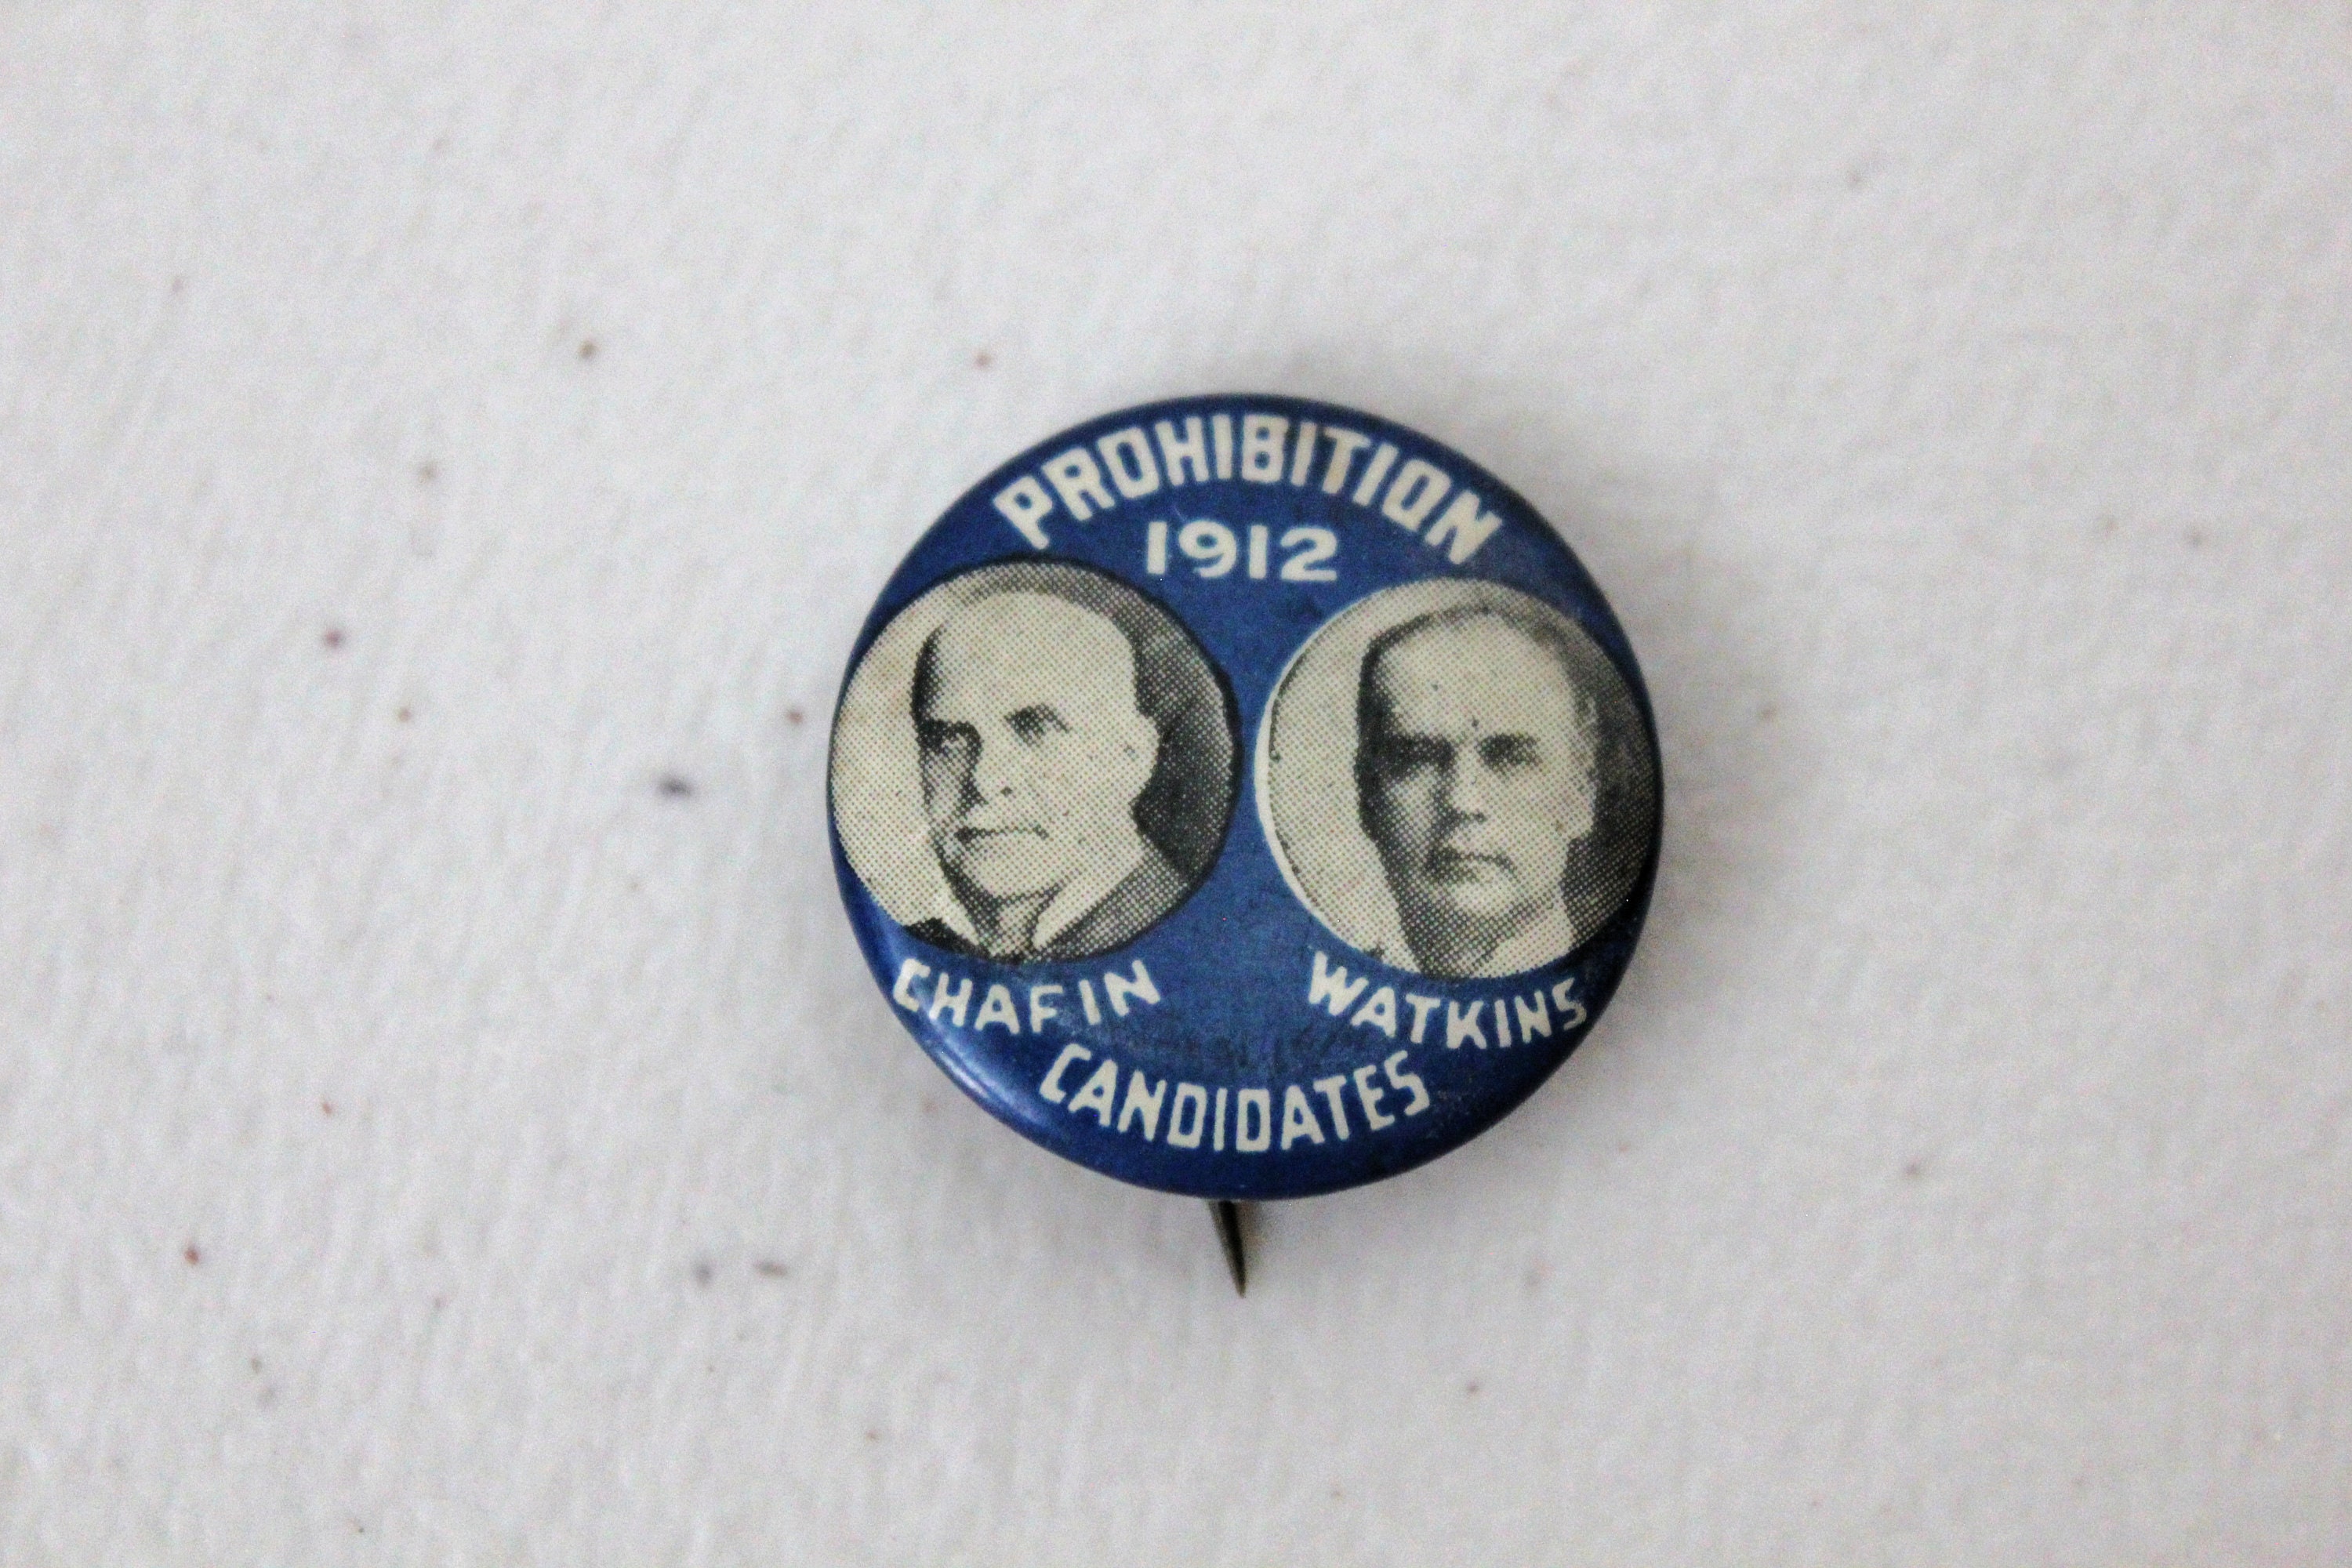 PROHIBITION
1912
CHAFIN WATKINS
CANDIDATES